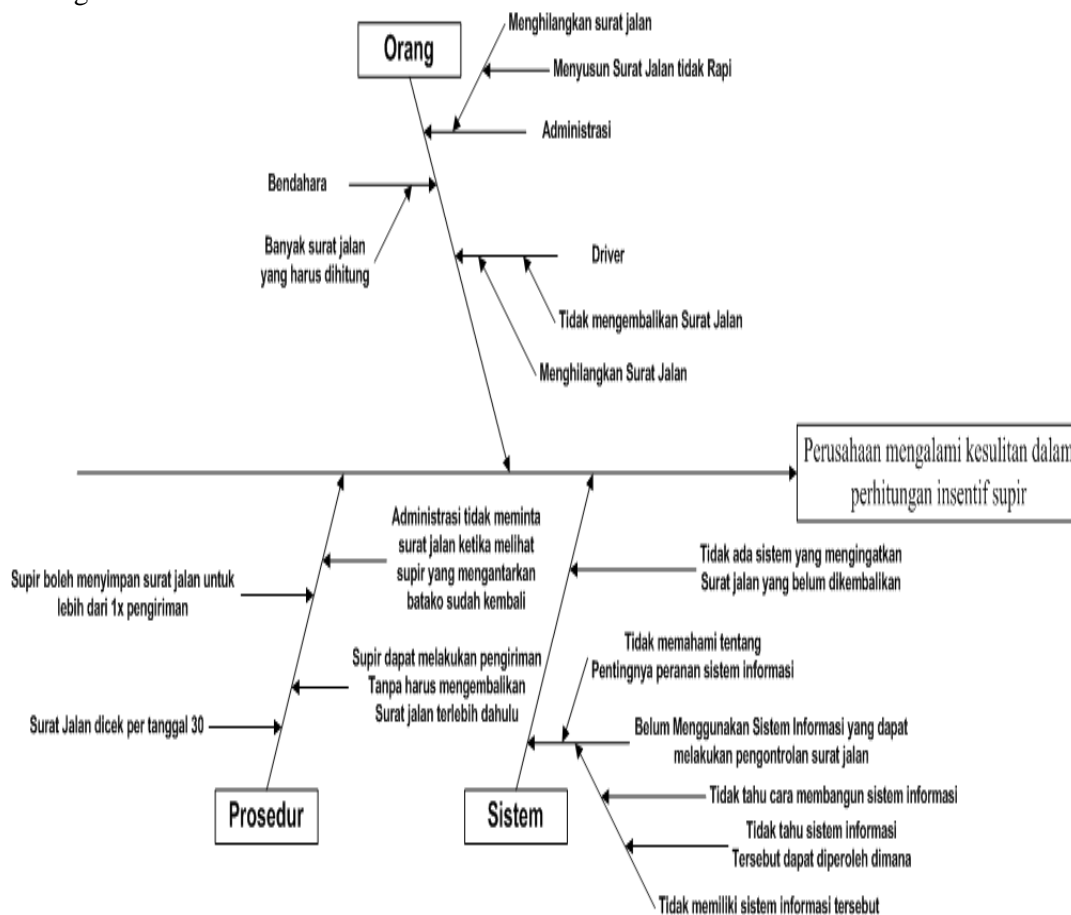 Menghilangkan surat jalan
Orang
Menyusun Surat Jalan tidak Rapi
Administrasi
Bendahara
Banyak surat jalan
yang harus dihitung
Driver
Tidak mengembalikan Surat Jalan
Menghilangkan Surat Jalan
Perusahaan mengalami kesulitan dalam
perhitungan insentif supir
Administrasi tidak meminta
surat jalan ketika melihat
supir yang mengantarkan
batako sudah kembali
Supir boleh menyimpan surat jalan untuk
lebih dari 1x pengiriman
Supir dapat melakukan pengiriman
Tanpa harus mengembalikan
Surat jalan terlebih dahulu
Surat Jalan dicek per tanggal 30
Prosedur
Tidak ada sistem yang mengingatkan
Surat jalan yang belum dikembalikan
Tidak memahami tentang
Pentingnya peranan sistem informasi
Belum Menggunakan Sistem Informasi yang dapat
melakukan pengontrolan surat jalan
Sistem
Tidak tahu cara membangun sistem informasi
Tidak tahu sistem informasi
Tersebut dapat diperoleh dimana
Tidak memiliki sistem informasi tersebut